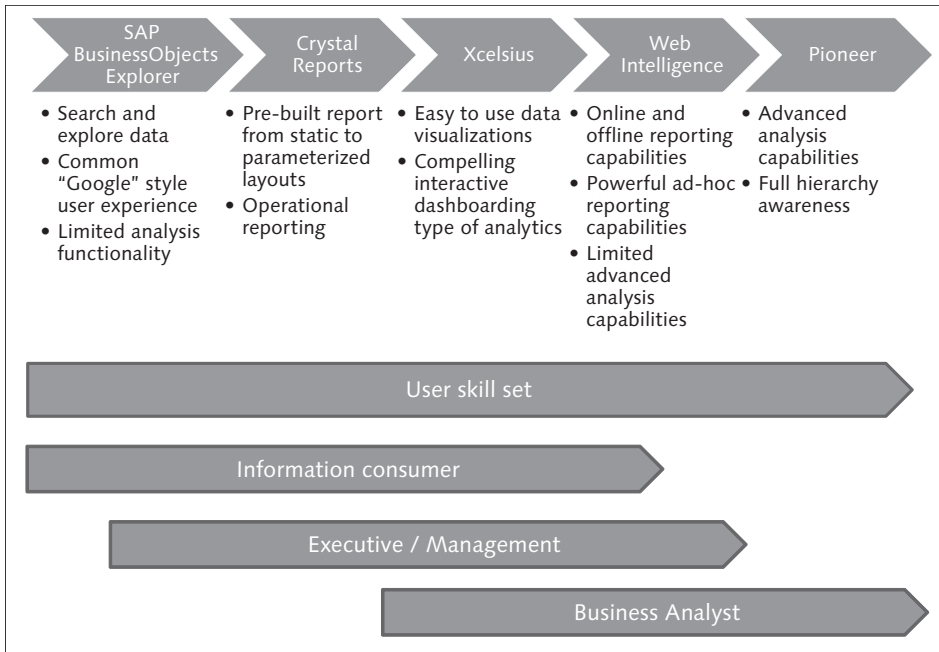 SAP
BusinessObjects
Explorer
Crystal
Reports
Xcelsius
Web
Intelligence
Pioneer
• Search and
explore data
• Common
“Google” style
user experience
• Limited analysis
functionality
• Pre-built report
from static to
parameterized
layouts
• Operational
reporting
• Easy to use data
visualizations
• Compelling
interactive
dashboarding
type of analytics
• Online and
offline reporting
capabilities
• Powerful ad-hoc
reporting
capabilities
• Limited
advanced
analysis
capabilities
• Advanced
analysis
capabilities
• Full hierarchy
awareness
User skill set
Information consumer
Executive / Management
Business Analyst